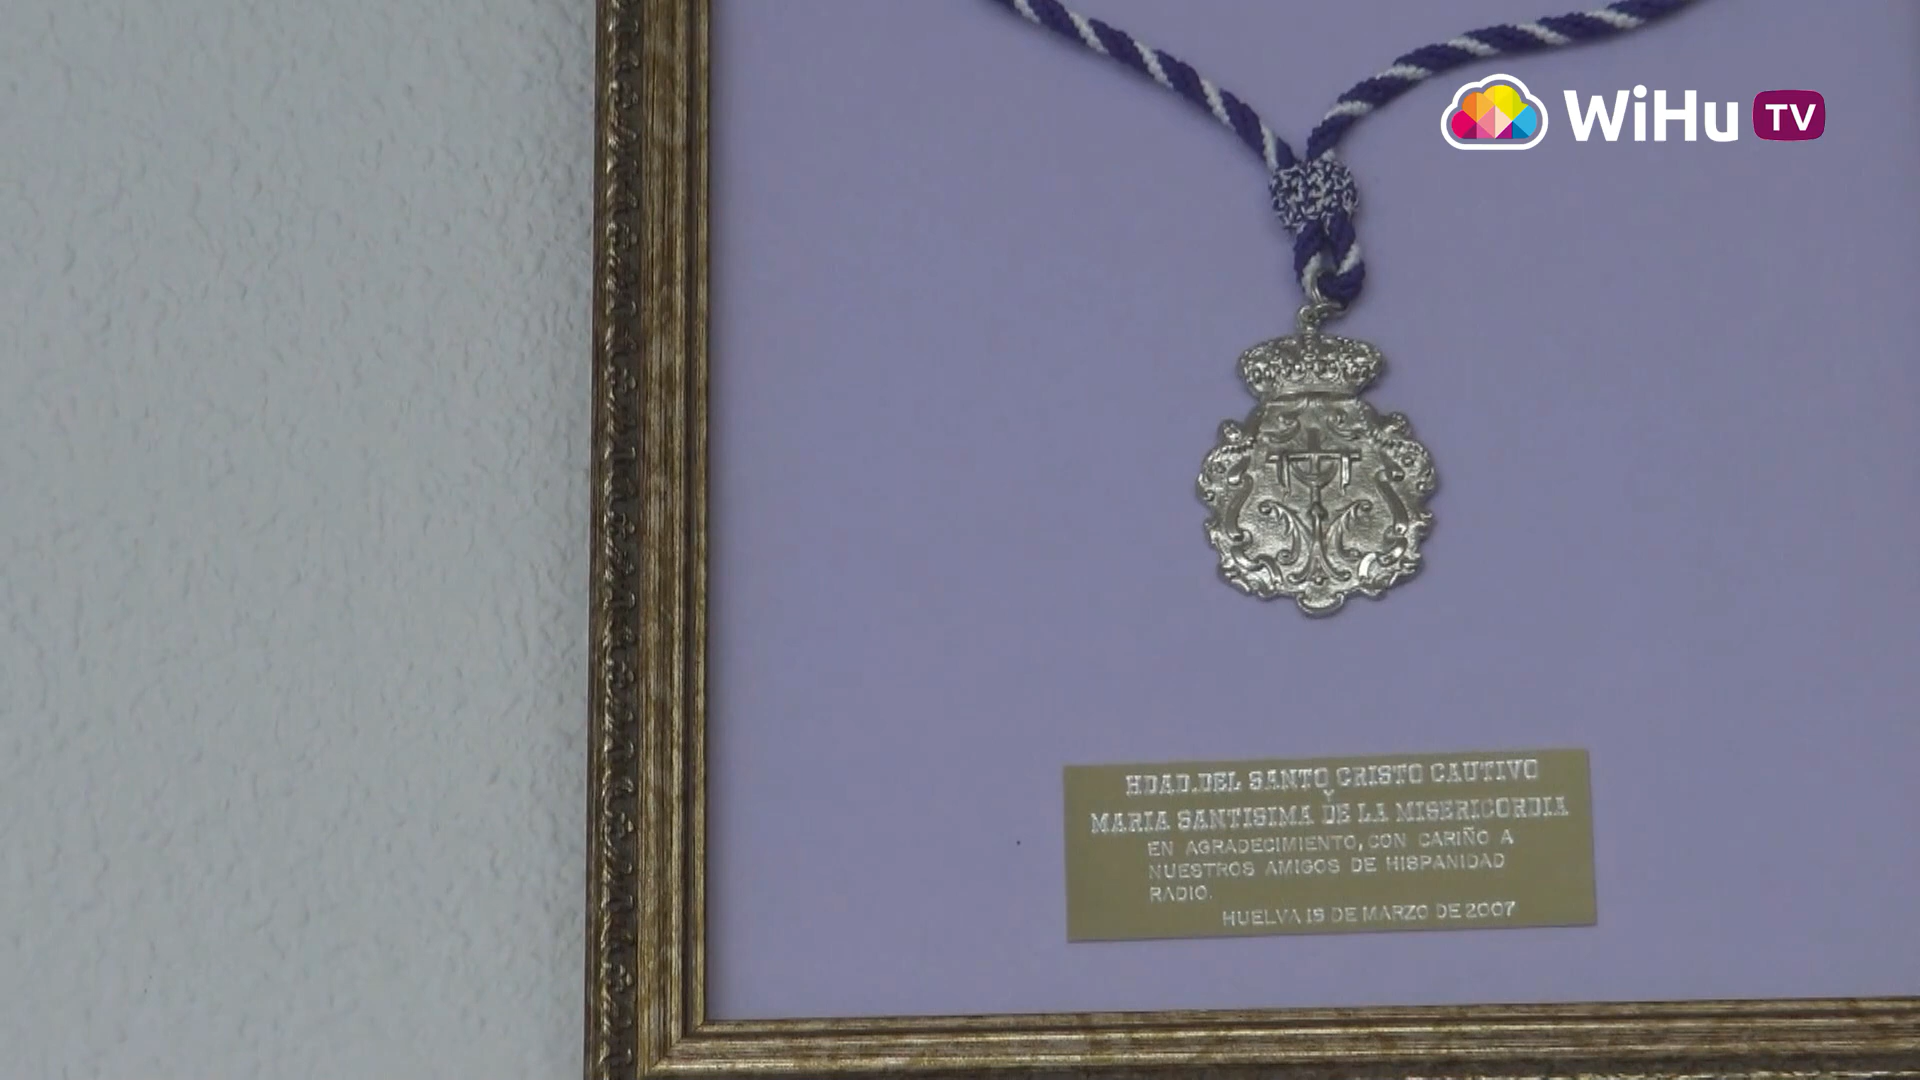 WiHu TV
HDAD.DEL SANTO CRISTO CAUTIVO
Y
MARIA SANTISIMA DE LA MISERICORDIA
EN AGRADECIMIENTO, CON CARIÑO A
NUESTROS AMIGOS DE HISPANIDAD
RADIO.
HUELVA 19 DE MARZO DE 2007